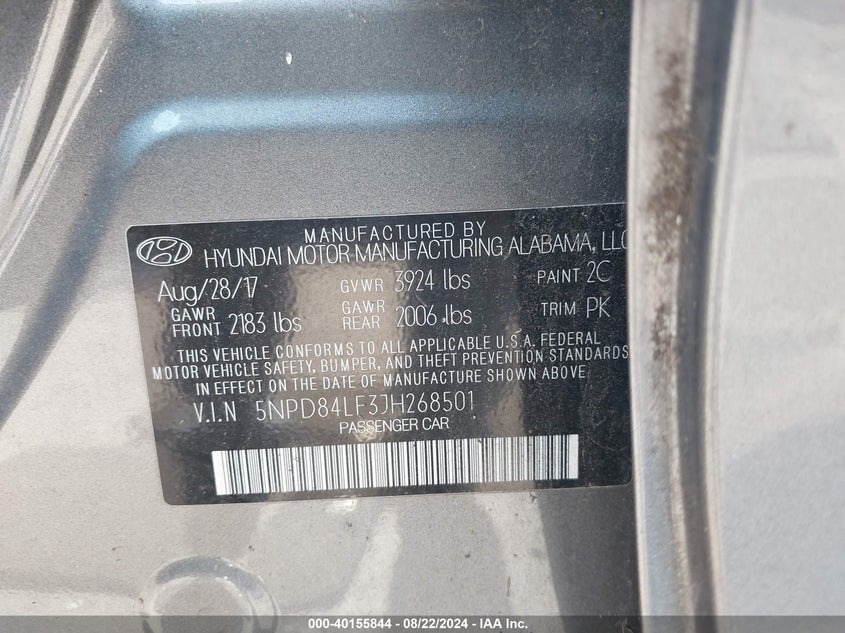 MANUFACTURED BY
HYUNDAI MOTOR MANUFACTURING ALABAMA, LLC
Aug/28/17 GVWR 3924 lbs PAINT 2C
GAWR FRONT 2183 lbs GAWR REAR 2006 lbs TRIM PK
THIS VEHICLE CONFORMS TO ALL APPLICABLE U.S.A. FEDERAL
MOTOR VEHICLE SAFETY, BUMPER, AND THEFT PREVENTION STANDARDS
IN EFFECT ON THE DATE OF MANUFACTURE SHOWN ABOVE.
V.I.N 5NPD84LF3JH268501
PASSENGER CAR
000-40155844 - 08/22/2024 - IAA Inc.